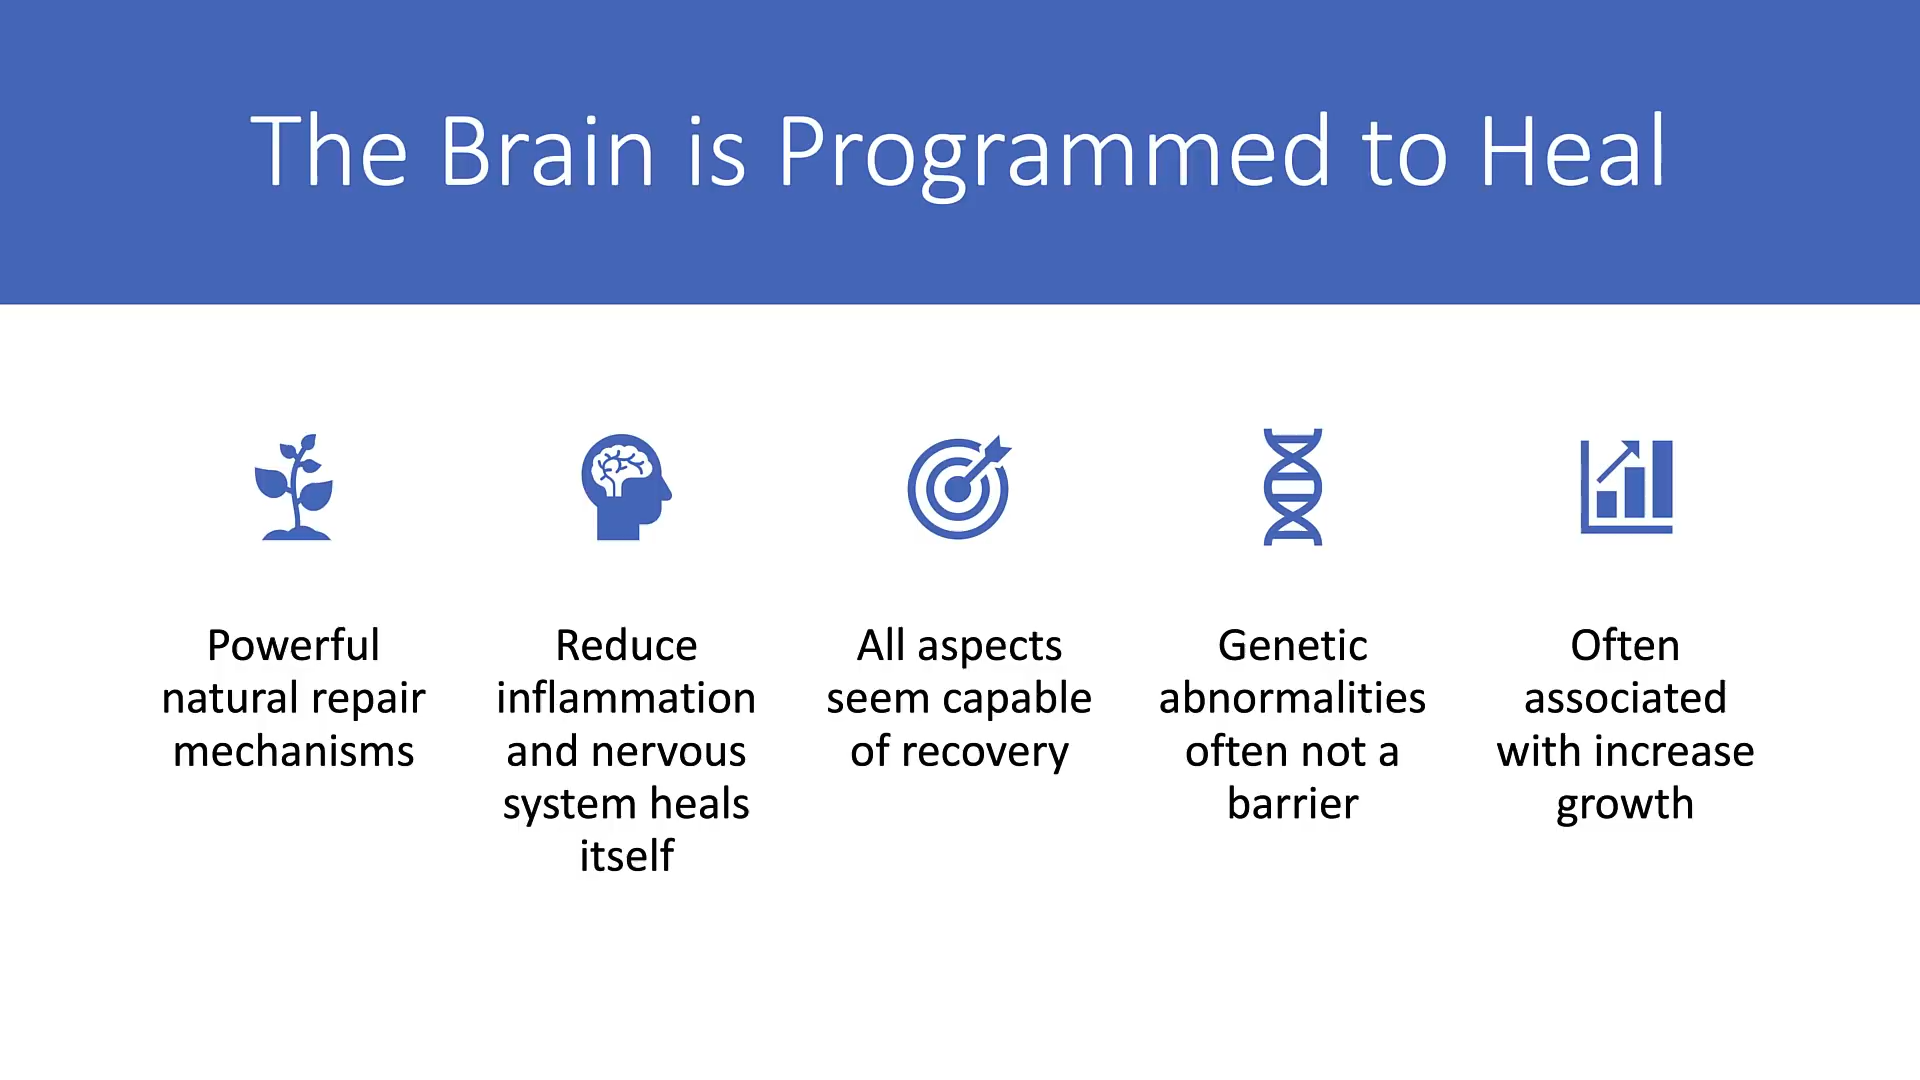 The Brain is Programmed to Heal
Powerful
natural repair
mechanisms
Reduce
inflammation
and nervous
system heals
itself
All aspects
seem capable
of recovery
Genetic
abnormalities
often not a
barrier
Often
associated
with increase
growth